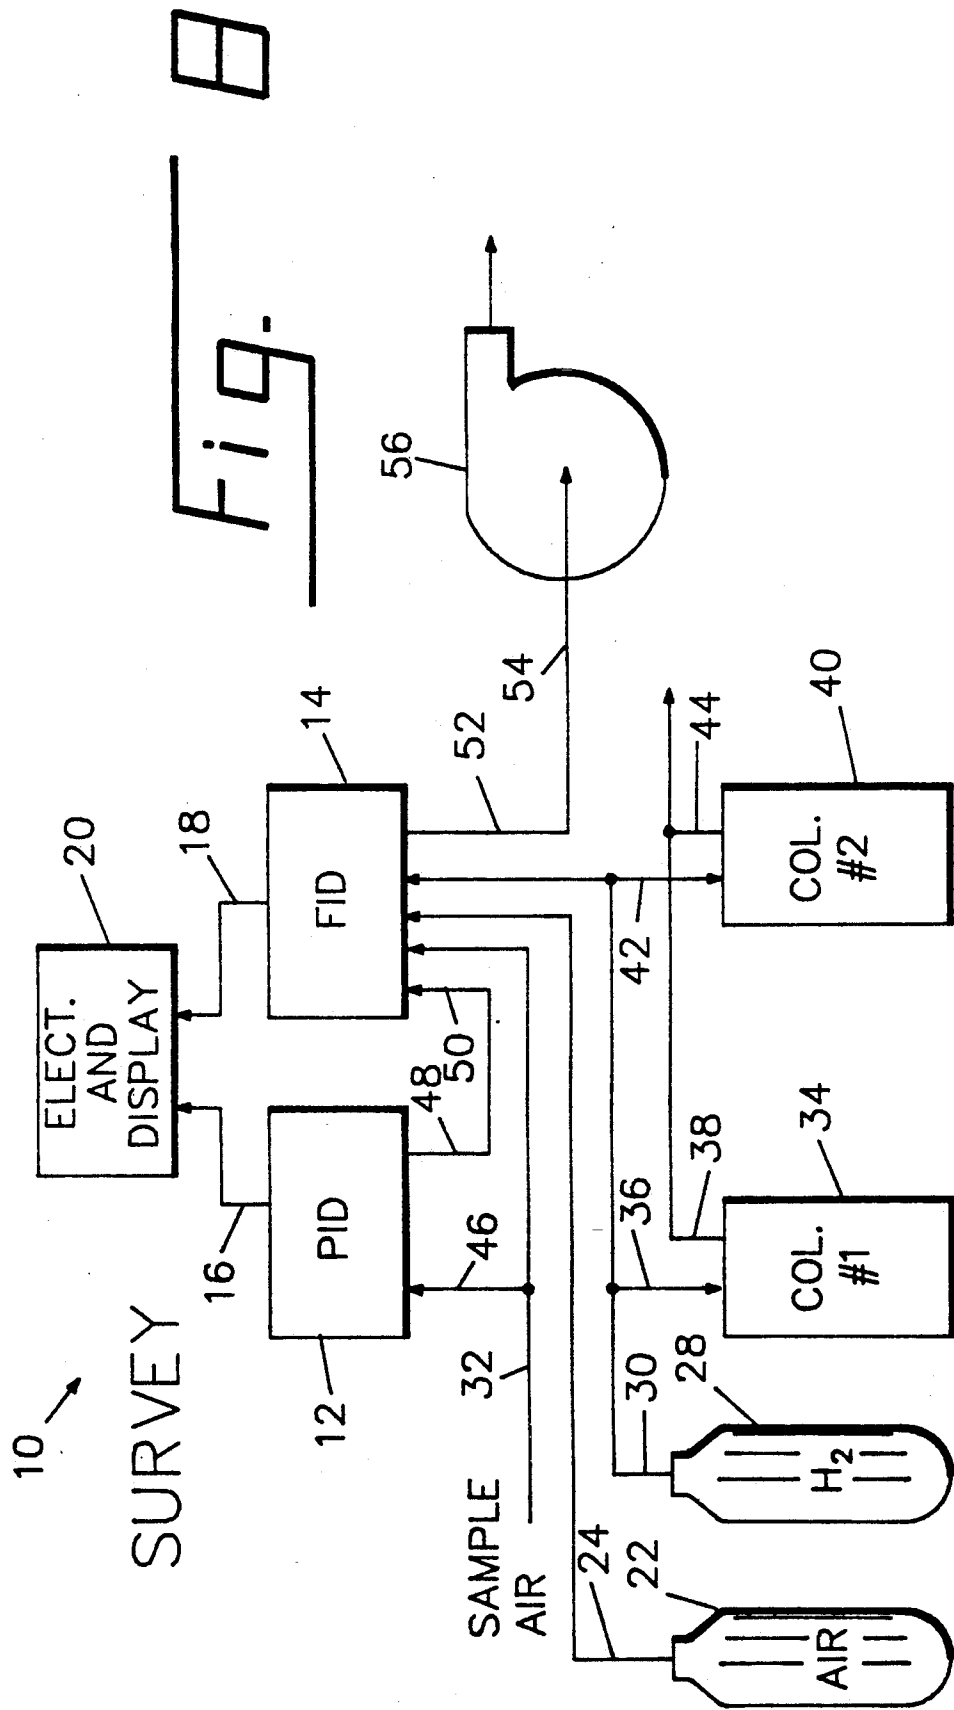 10
SURVEY
ELECT.
AND
DISPLAY
20
16
18
12
PID
FID
14
48
50
52
46
32
SAMPLE
AIR
54
56
24
22
AIR
30
28
H2
36
38
34
COL.
#1
42
44
40
COL.
#2
Fig. 8